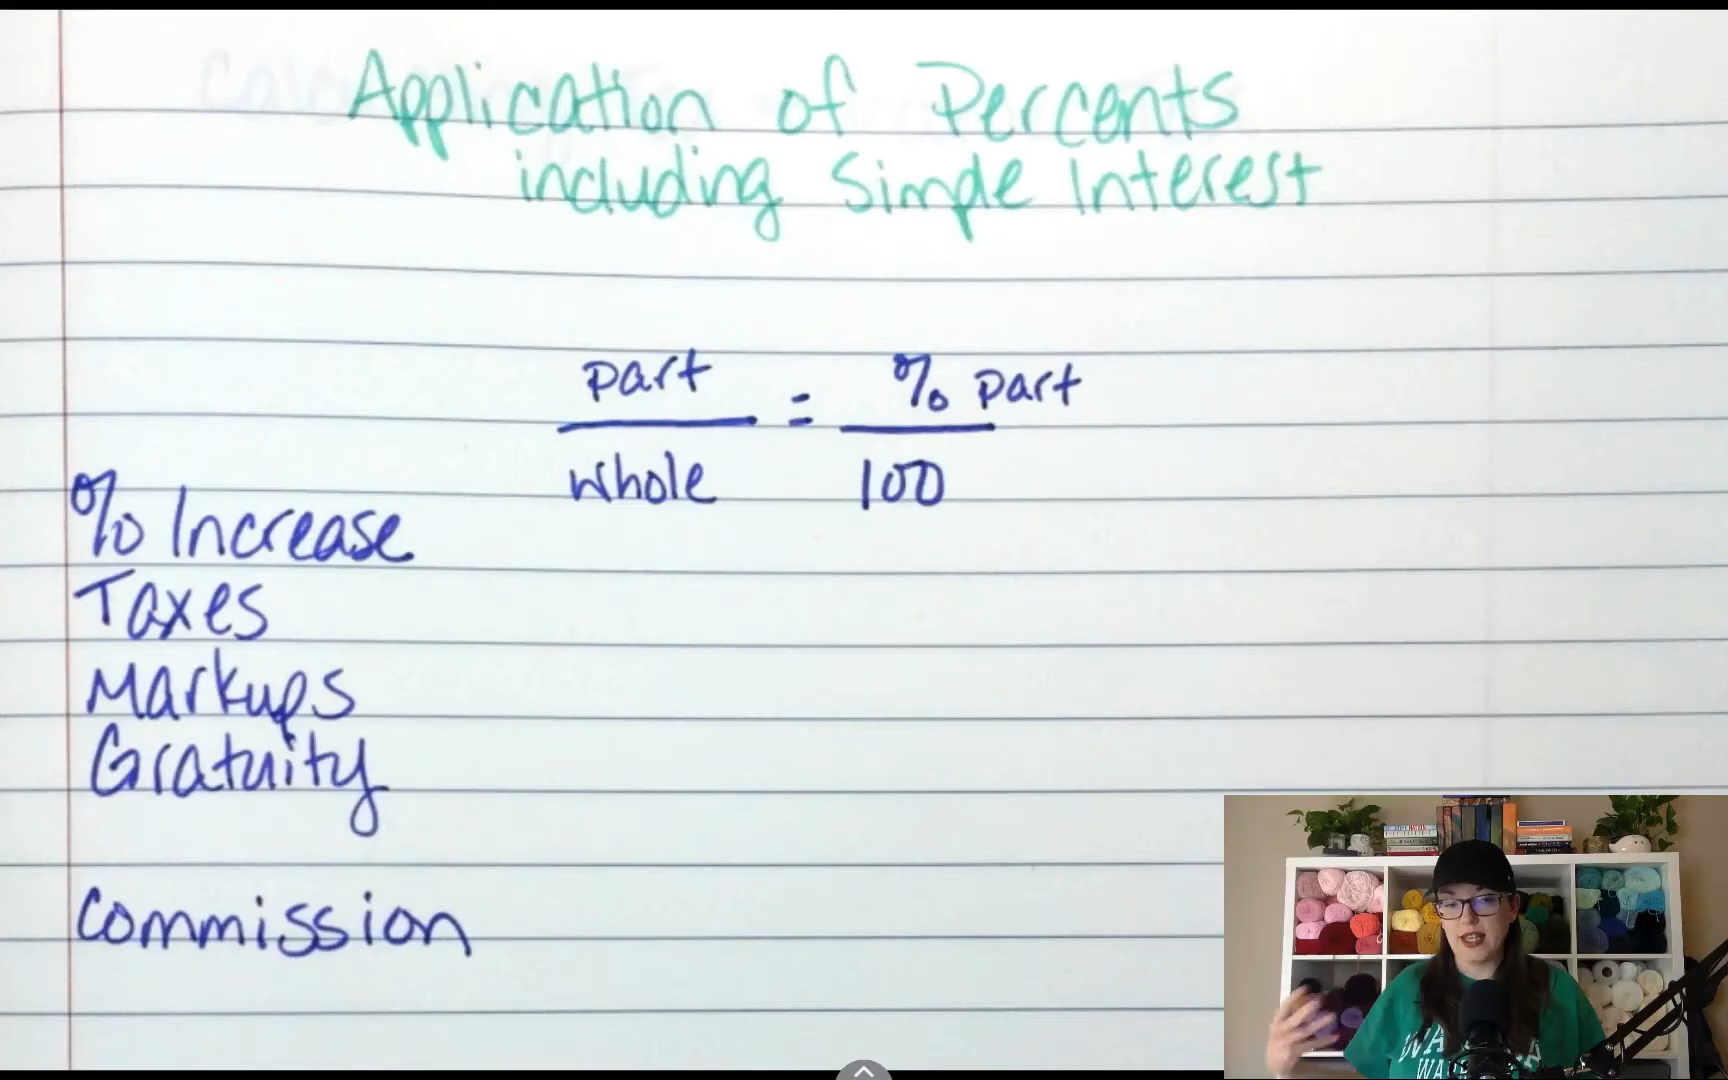 Application of Percents
including Simple Interest
part = % part
whole 100
% Increase
Taxes
Markups
Gratuity
Commission